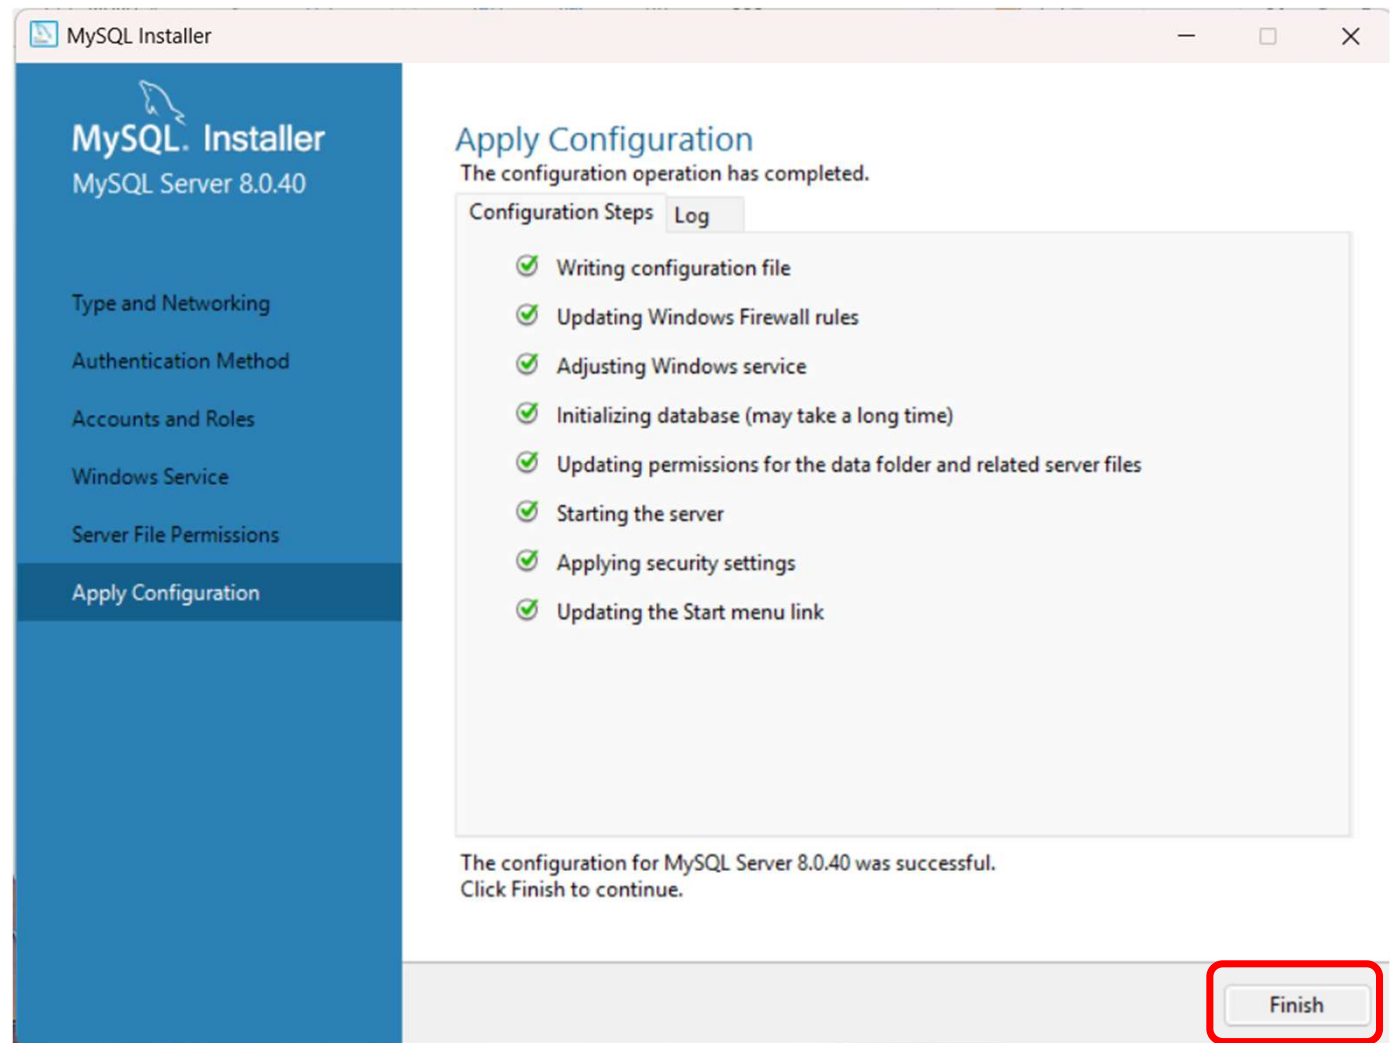 MySQL Installer
MySQL. Installer
MySQL Server 8.0.40
Type and Networking
Authentication Method
Accounts and Roles
Windows Service
Server File Permissions
Apply Configuration
Apply Configuration
The configuration operation has completed.
Configuration Steps
Log
Writing configuration file
Updating Windows Firewall rules
Adjusting Windows service
Initializing database (may take a long time)
Updating permissions for the data folder and related server files
Starting the server
Applying security settings
Updating the Start menu link
The configuration for MySQL Server 8.0.40 was successful.
Click Finish to continue.
Finish